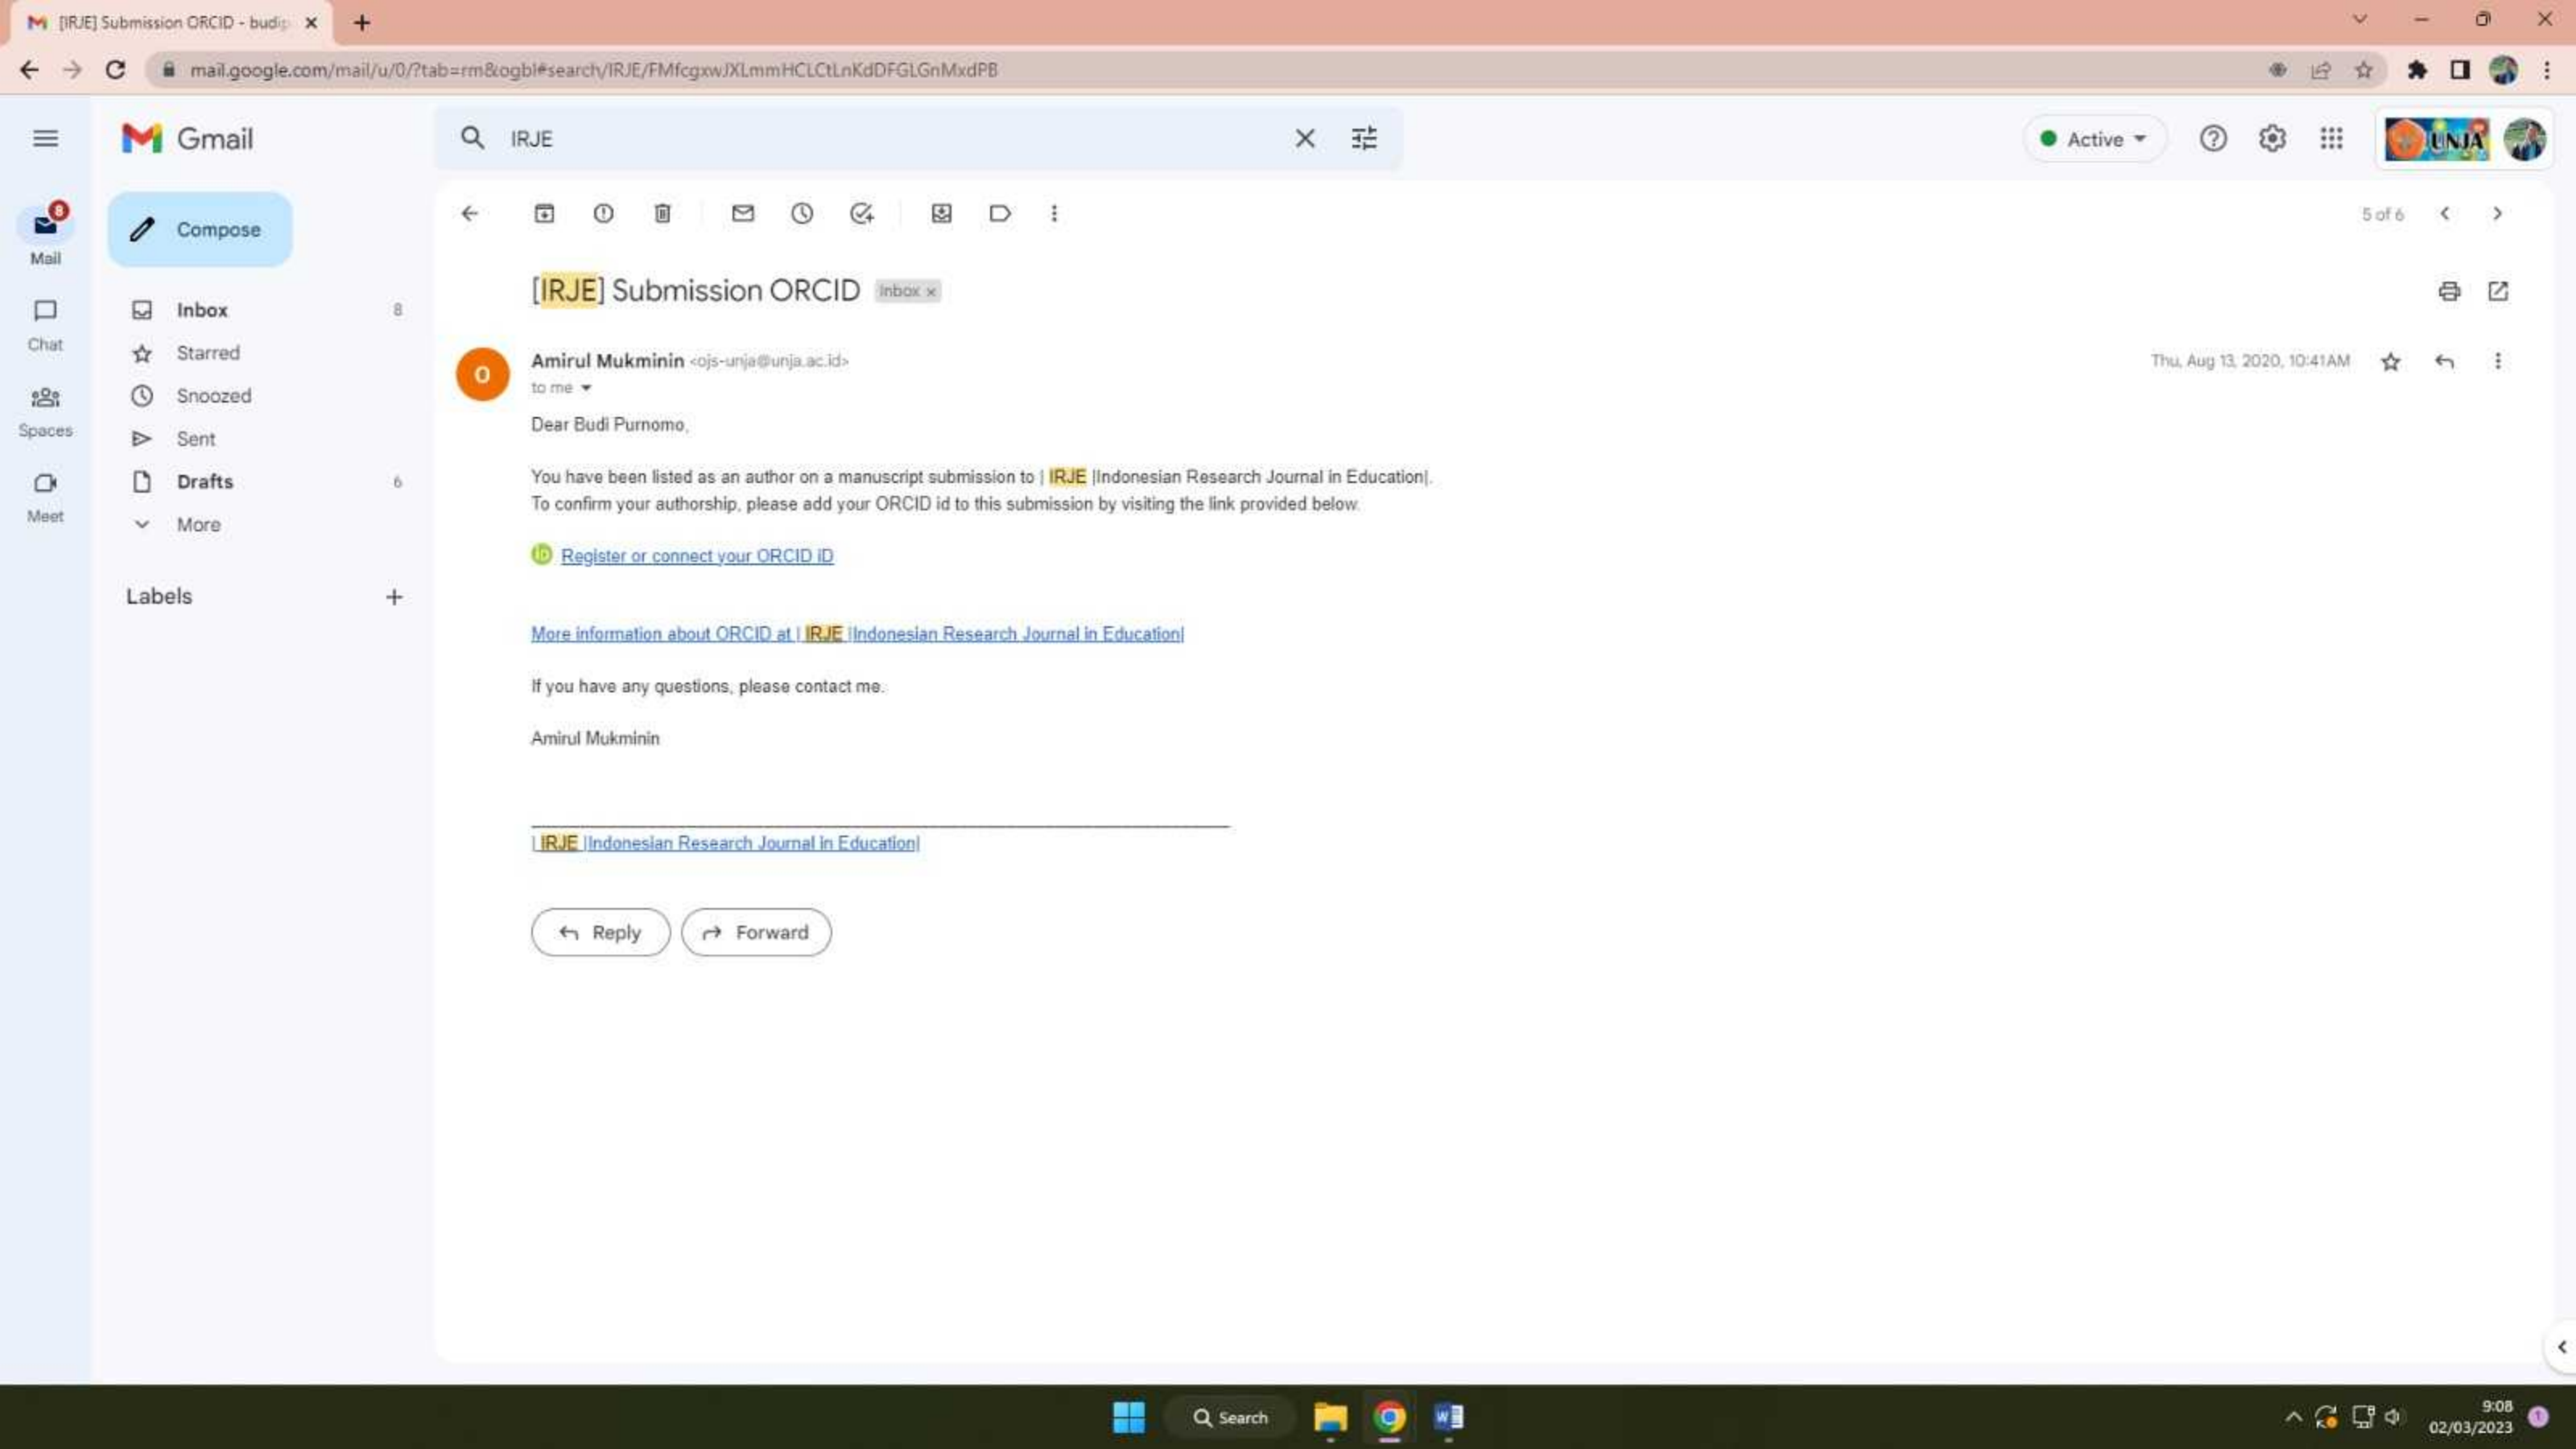 [IRJE] Submission ORCID - budip
mail.google.com/mail/u/0/?tab=rm&ogbl#search/IRJE/FMfcgxwJXLmmHCLCtLnKdDFGLGnMxdPB
Gmail
IRJE
Active
UNJA
8
Mail
Compose
5 of 6
Inbox 8
Chat
Starred
Snoozed
Spaces
Sent
Drafts 6
Meet
More
Labels
[IRJE] Submission ORCID Inbox x
O
Amirul Mukminin <ojs-unja@unja.ac.id>
Thu, Aug 13, 2020, 10:41 AM
to me
Dear Budi Purnomo,
You have been listed as an author on a manuscript submission to | IRJE |Indonesian Research Journal in Education|.
To confirm your authorship, please add your ORCID id to this submission by visiting the link provided below.
iD Register or connect your ORCID iD
More information about ORCID at | IRJE |Indonesian Research Journal in Education|
If you have any questions, please contact me.
Amirul Mukminin
| IRJE |Indonesian Research Journal in Education|
Reply
Forward
Search
W
9:08
02/03/2023
1